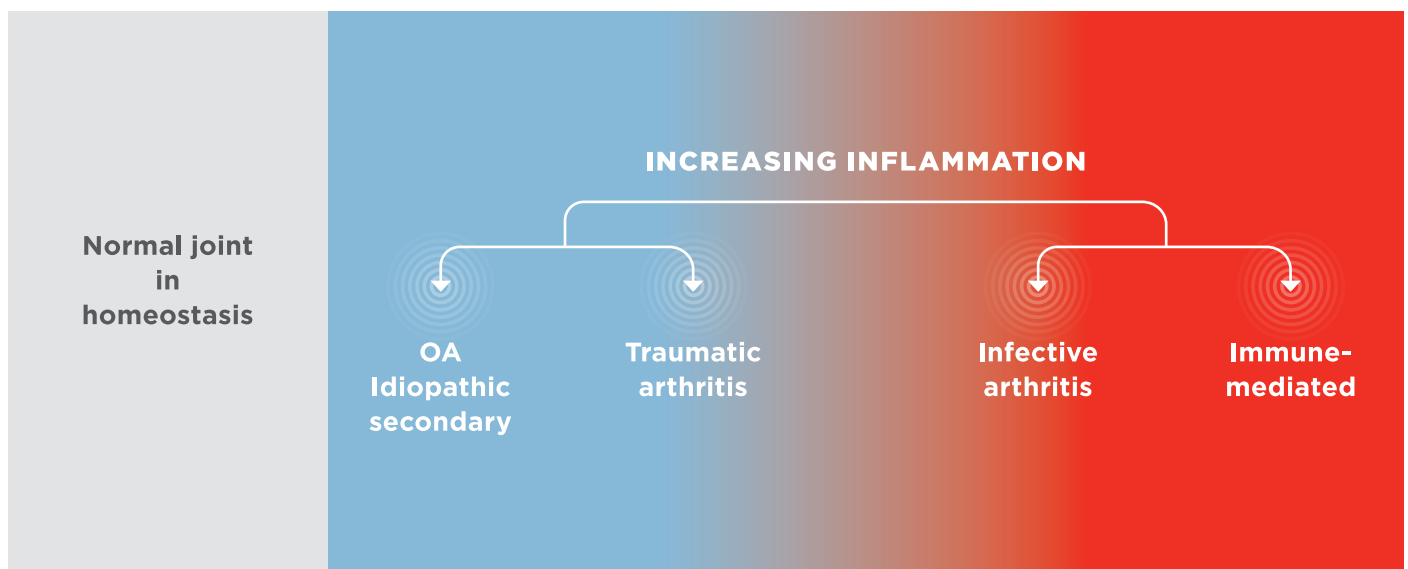 INCREASING INFLAMMATION
Normal joint
in
homeostasis
OA
Idiopathic
secondary
Traumatic
arthritis
Infective
arthritis
Immune-
mediated